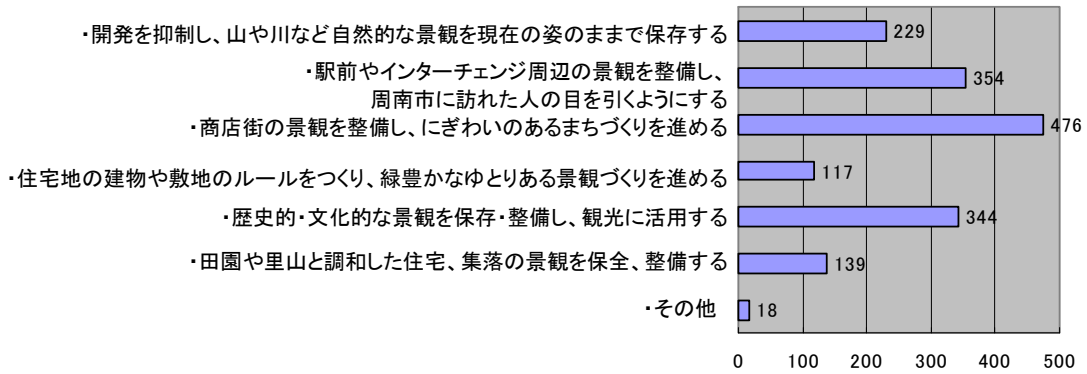 ・開発を抑制し、山や川など自然的な景観を現在の姿のままで保存する 229
・駅前やインターチェンジ周辺の景観を整備し、
周南市に訪れた人の目を引くようにする 354
・商店街の景観を整備し、にぎわいのあるまちづくりを進める 476
・住宅地の建物や敷地のルールをつくり、緑豊かなゆとりある景観づくりを進める 117
・歴史的・文化的な景観を保存・整備し、観光に活用する 344
・田園や里山と調和した住宅、集落の景観を保全、整備する 139
・その他 18
0 100 200 300 400 500